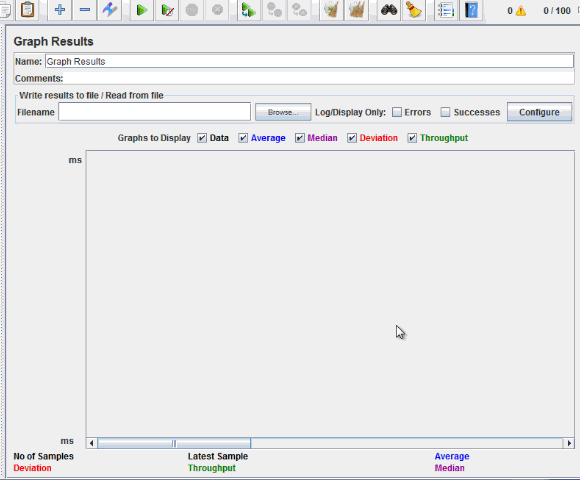 0 0 / 100
Graph Results
Name: Graph Results
Comments:
Write results to file / Read from file
Filename Browse... Log/Display Only: Errors Successes Configure
Graphs to Display Data Average Median Deviation Throughput
ms
ms
No of Samples Latest Sample Average
Deviation Throughput Median